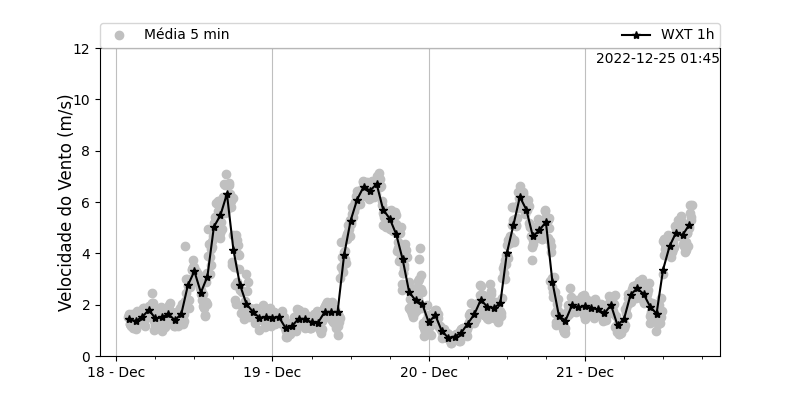 Média 5 min
WXT 1h
2022-12-25 01:45
Velocidade do Vento (m/s)
12
10
8
6
4
2
0
18 - Dec
19 - Dec
20 - Dec
21 - Dec